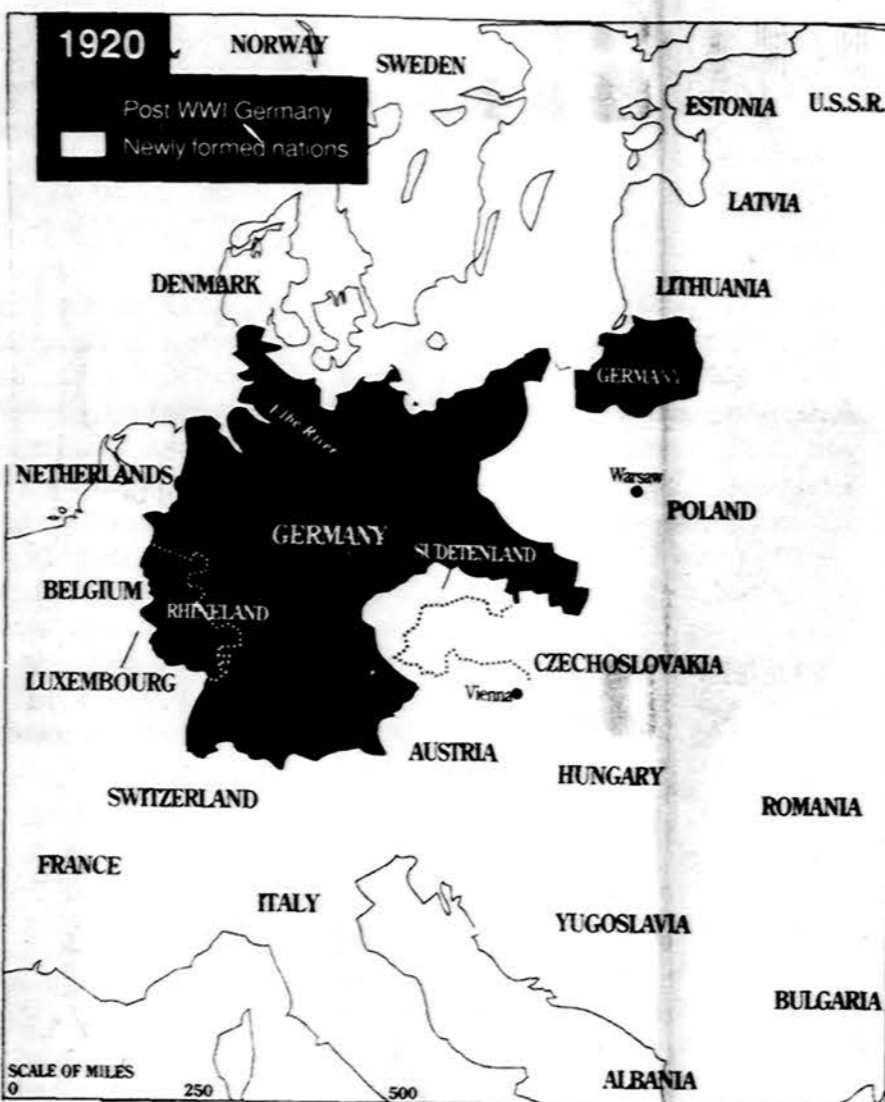 1920
Post WWI Germany
Newly formed nations
NORWAY
SWEDEN
ESTONIA
U.S.S.R.
LATVIA
DENMARK
LITHUANIA
GERMANY
Elbe River
NETHERLANDS
Warsaw
POLAND
GERMANY
SUDETENLAND
BELGIUM
RHINELAND
LUXEMBOURG
CZECHOSLOVAKIA
Vienna
AUSTRIA
HUNGARY
SWITZERLAND
ROMANIA
FRANCE
ITALY
YUGOSLAVIA
BULGARIA
SCALE OF MILES
0 250 500
ALBANIA